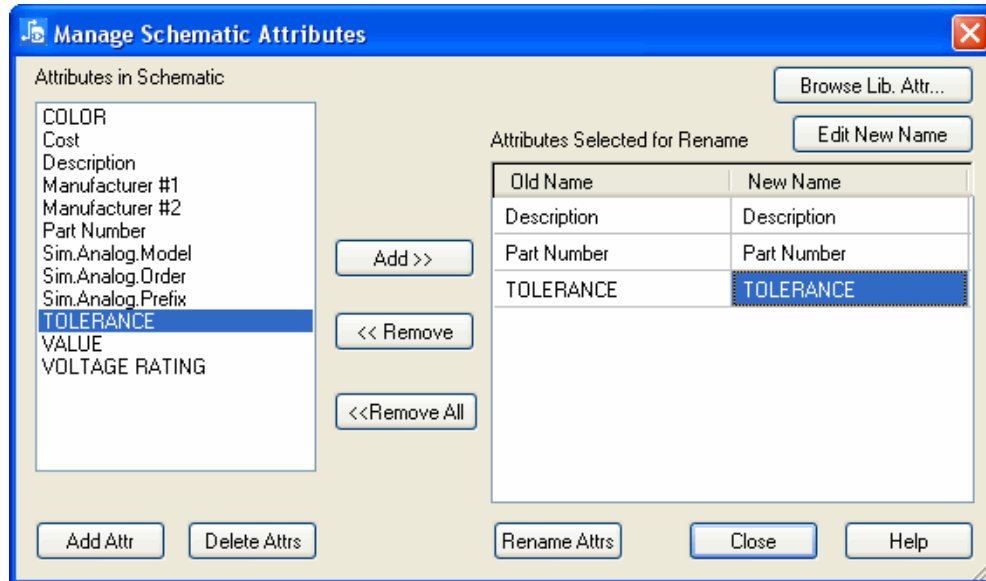 Manage Schematic Attributes
Attributes in Schematic
Browse Lib. Attr...
COLOR
Cost
Description
Manufacturer #1
Manufacturer #2
Part Number
Sim.Analog.Model
Sim.Analog.Order
Sim.Analog.Prefix
TOLERANCE
VALUE
VOLTAGE RATING
Add >>
<< Remove
<<Remove All
Attributes Selected for Rename
Edit New Name
Old Name New Name
Description Description
Part Number Part Number
TOLERANCE TOLERANCE
Add Attr Delete Attrs Rename Attrs Close Help